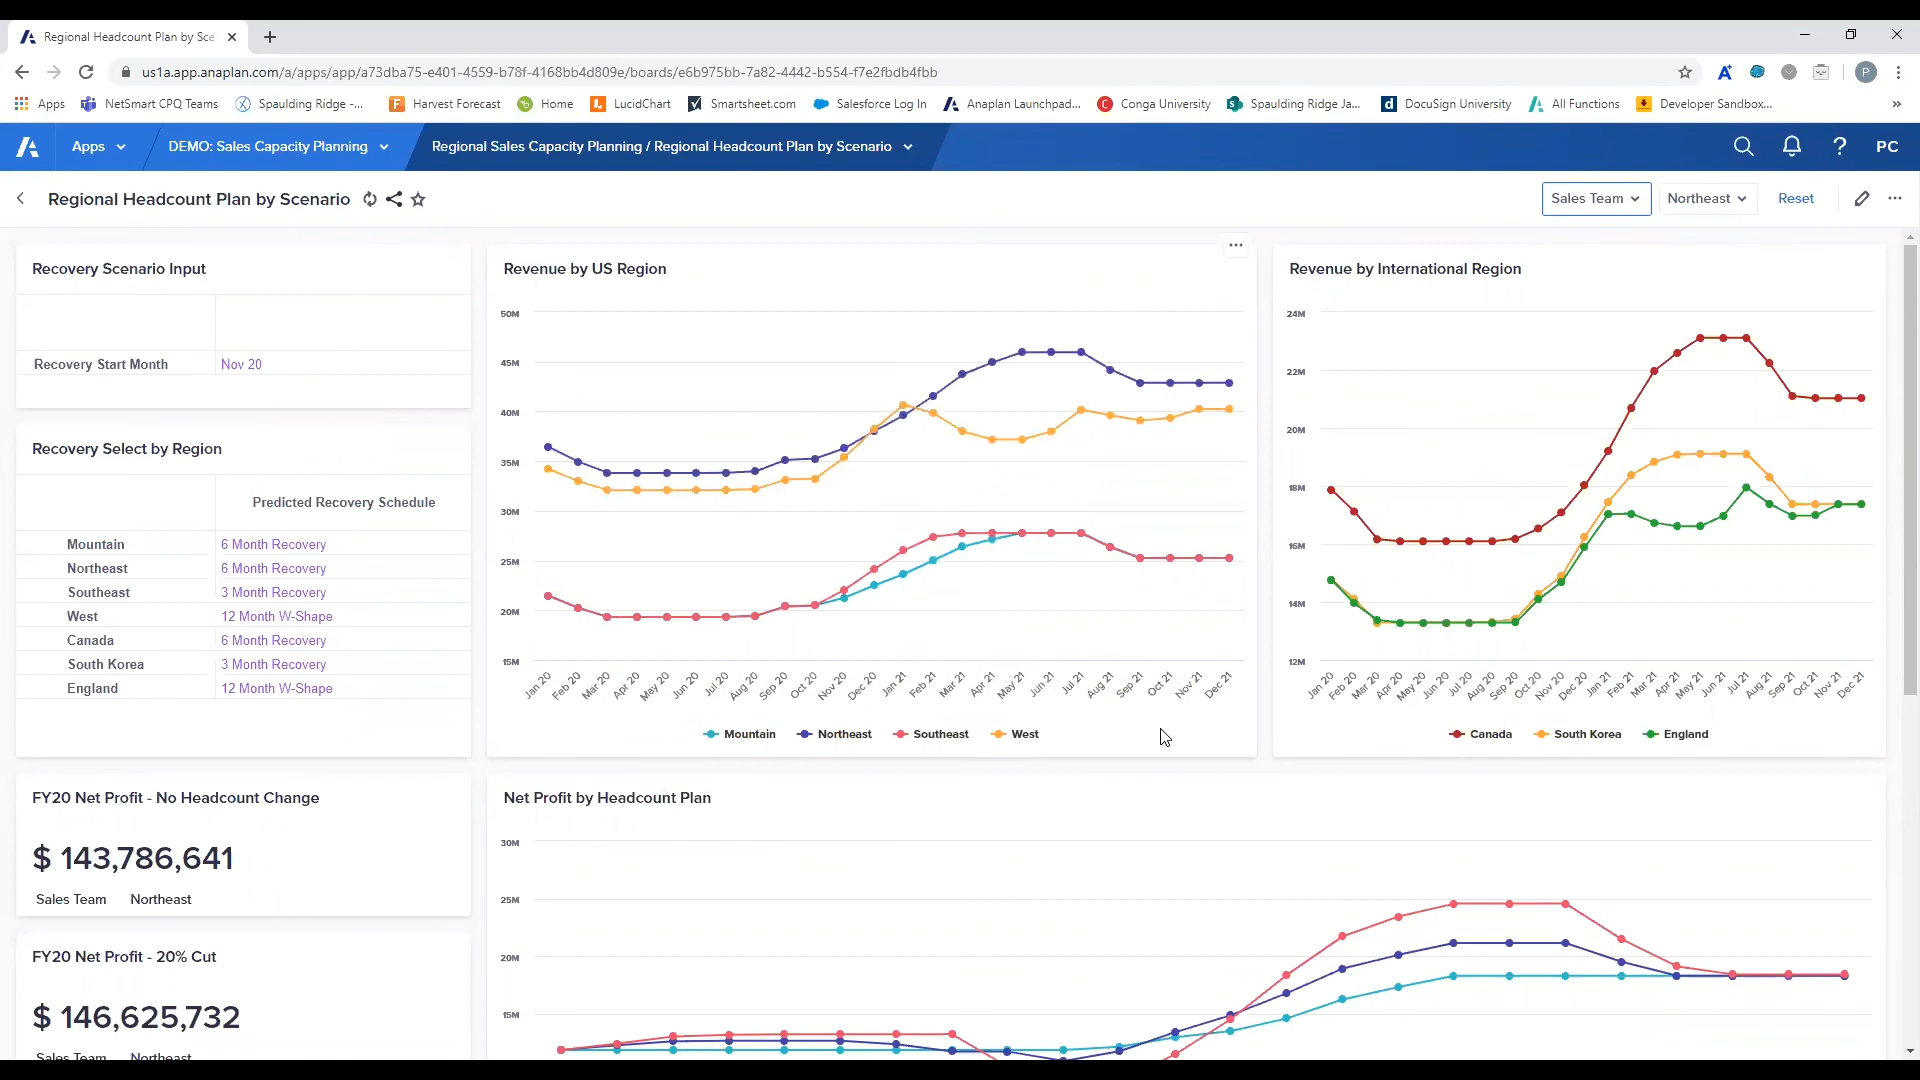 Regional Headcount Plan by Sce
us1a.app.anaplan.com/a/apps/app/a73dba75-e401-4559-b78f-4168bb4d809e/boards/e6b975bb-7a82-4442-b554-f7e2fbdb4fbb
P
Apps NetSmart CPQ Teams Spaulding Ridge -... Harvest Forecast Home LucidChart Smartsheet.com Salesforce Log In Anaplan Launchpad... Conga University Spaulding Ridge Ja... DocuSign University All Functions Developer Sandbox... »
Apps DEMO: Sales Capacity Planning Regional Sales Capacity Planning / Regional Headcount Plan by Scenario ? PC
Regional Headcount Plan by Scenario Sales Team Northeast Reset
Recovery Scenario Input
Recovery Start Month Nov 20
Recovery Select by Region
Predicted Recovery Schedule
Mountain 6 Month Recovery
Northeast 6 Month Recovery
Southeast 3 Month Recovery
West 12 Month W-Shape
Canada 6 Month Recovery
South Korea 3 Month Recovery
England 12 Month W-Shape
Revenue by US Region
50M
45M
40M
35M
30M
25M
20M
15M
Jan 20 Feb 20 Mar 20 Apr 20 May 20 Jun 20 Jul 20 Aug 20 Sep 20 Oct 20 Nov 20 Dec 20 Jan 21 Feb 21 Mar 21 Apr 21 May 21 Jun 21 Jul 21 Aug 21 Sep 21 Oct 21 Nov 21 Dec 21
Mountain Northeast Southeast West
Revenue by International Region
24M
22M
20M
18M
16M
14M
12M
Jan 20 Feb 20 Mar 20 Apr 20 May 20 Jun 20 Jul 20 Aug 20 Sep 20 Oct 20 Nov 20 Dec 20 Jan 21 Feb 21 Mar 21 Apr 21 May 21 Jun 21 Jul 21 Aug 21 Sep 21 Oct 21 Nov 21 Dec 21
Canada South Korea England
FY20 Net Profit - No Headcount Change
$ 143,786,641
Sales Team Northeast
FY20 Net Profit - 20% Cut
$ 146,625,732
Sales Team Northeast
Net Profit by Headcount Plan
30M
25M
20M
15M